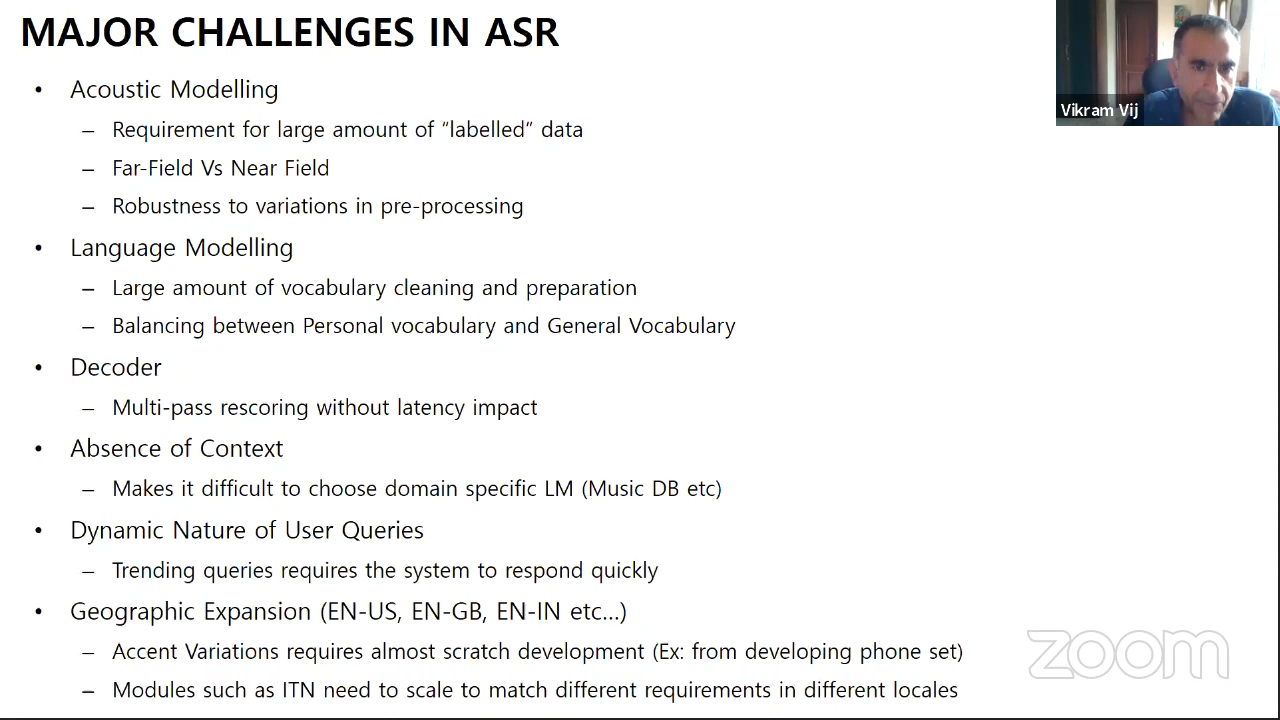 MAJOR CHALLENGES IN ASR
Vikram Vij
• Acoustic Modelling
– Requirement for large amount of “labelled” data
– Far-Field Vs Near Field
– Robustness to variations in pre-processing
• Language Modelling
– Large amount of vocabulary cleaning and preparation
– Balancing between Personal vocabulary and General Vocabulary
• Decoder
– Multi-pass rescoring without latency impact
• Absence of Context
– Makes it difficult to choose domain specific LM (Music DB etc)
• Dynamic Nature of User Queries
– Trending queries requires the system to respond quickly
• Geographic Expansion (EN-US, EN-GB, EN-IN etc...)
– Accent Variations requires almost scratch development (Ex: from developing phone set)
– Modules such as ITN need to scale to match different requirements in different locales
zoom